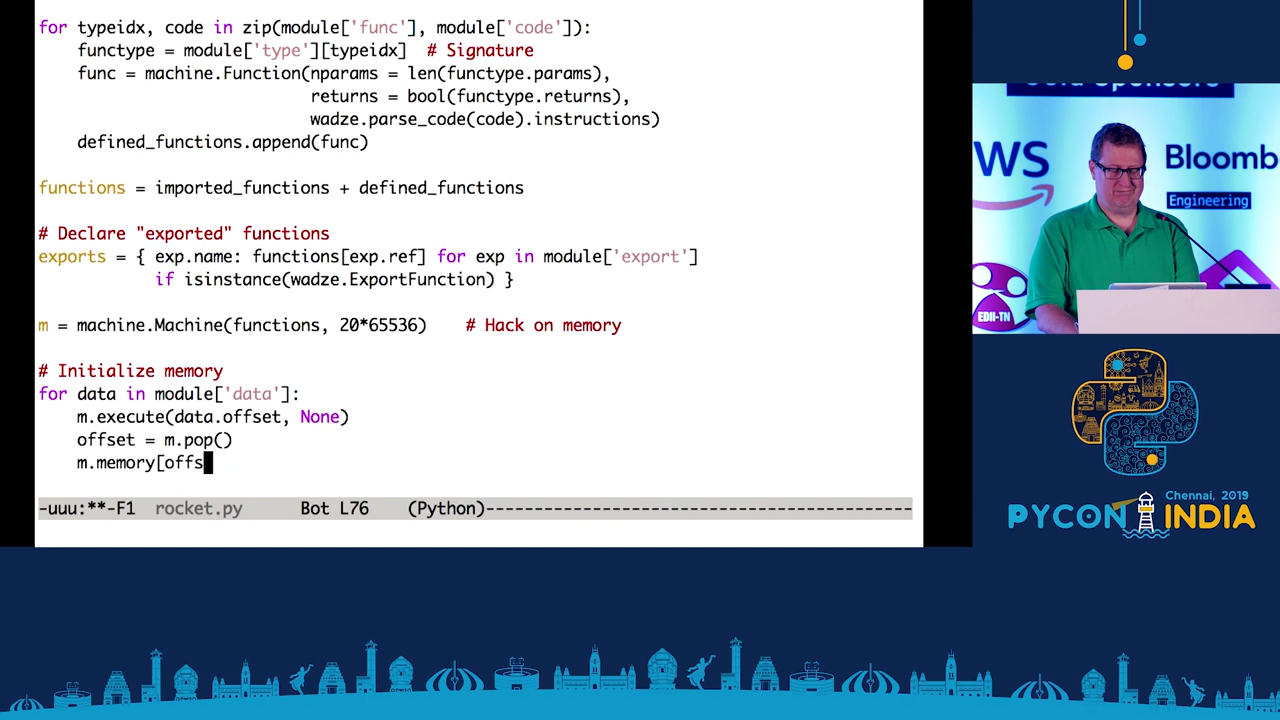 for typeidx, code in zip(module['func'], module['code']):
functype = module['type'][typeidx]  # Signature
func = machine.Function(nparams = len(functype.params),
returns = bool(functype.returns),
wadze.parse_code(code).instructions)
defined_functions.append(func)
functions = imported_functions + defined_functions
# Declare "exported" functions
exports = { exp.name: functions[exp.ref] for exp in module['export']
if isinstance(wadze.ExportFunction) }
m = machine.Machine(functions, 20*65536)    # Hack on memory
# Initialize memory
for data in module['data']:
m.execute(data.offset, None)
offset = m.pop()
m.memory[offs
-uuu:**-F1  rocket.py      Bot L76    (Python)--------------------------------------------
WS
Bloomb
Engineering
EDII-TN
Chennai, 2019
PYCON INDIA